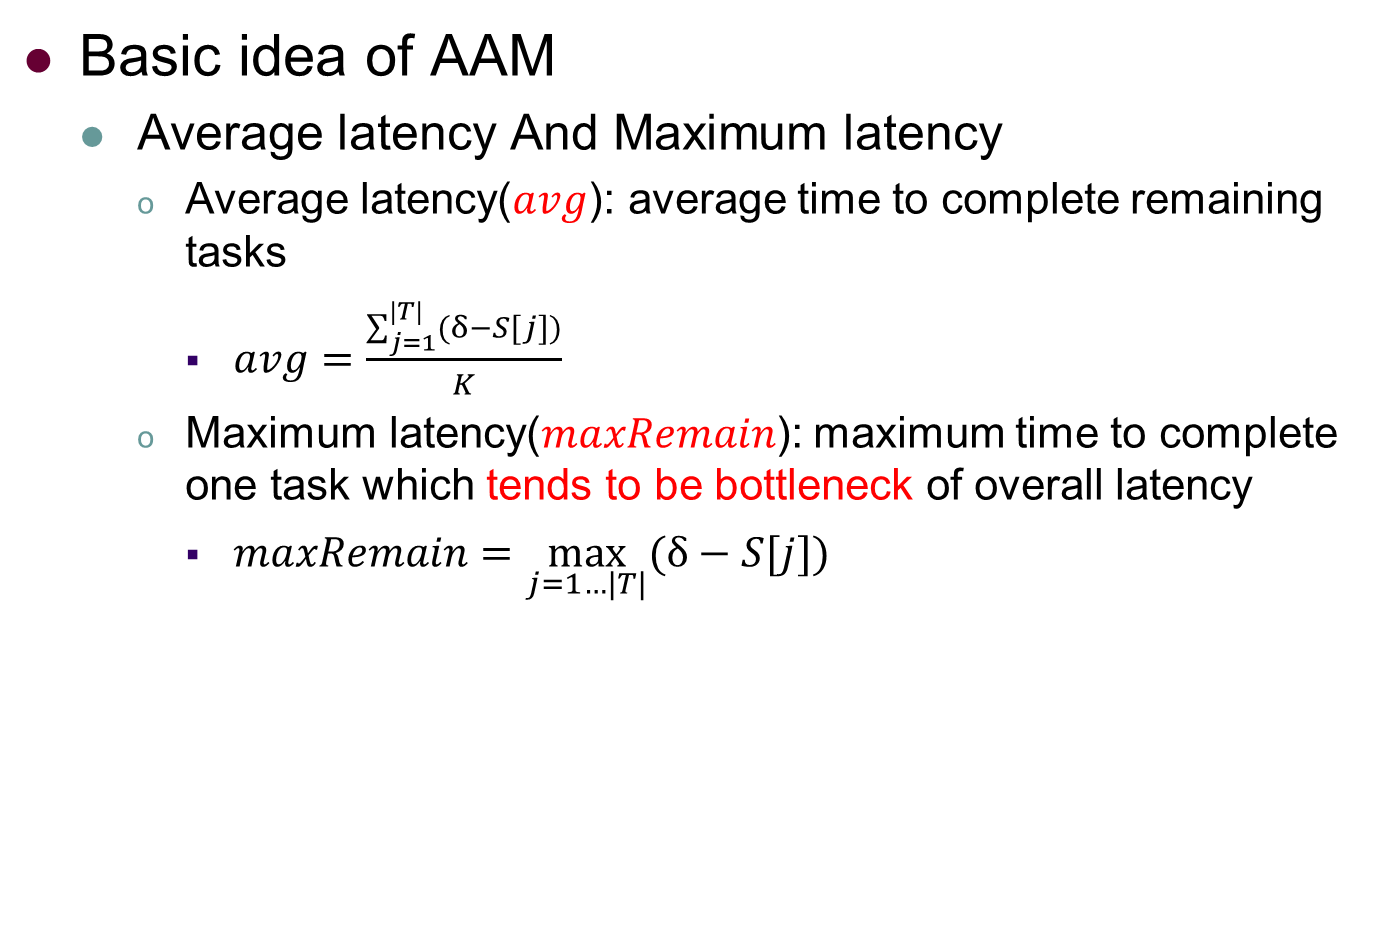 Basic idea of AAM
Average latency And Maximum latency
Average latency(avg): average time to complete remaining
tasks
avg = \frac{\sum_{j=1}^{|T|}(δ−S[j])}{K}
Maximum latency(maxRemain): maximum time to complete
one task which tends to be bottleneck of overall latency
maxRemain = \max_{j=1…|T|}(δ − S[j])